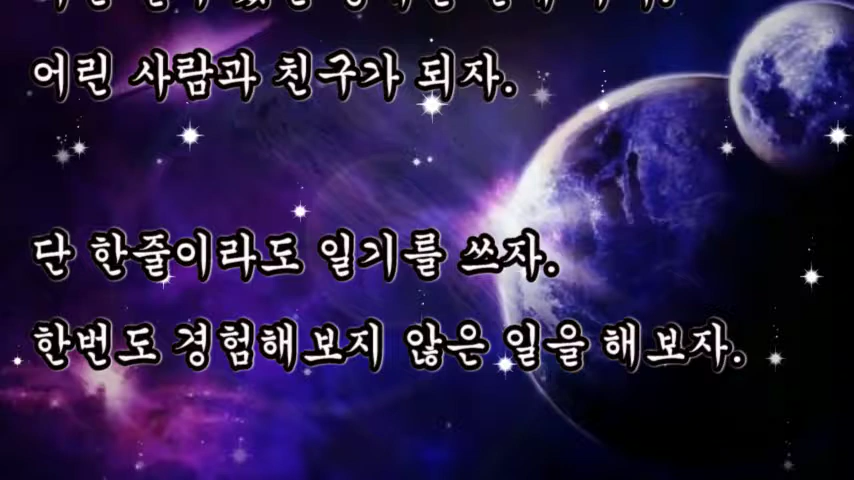 어린 사람과 친구가 되자.
단 한줄이라도 일기를 쓰자.
한번도 경험해보지 않은 일을 해보자.